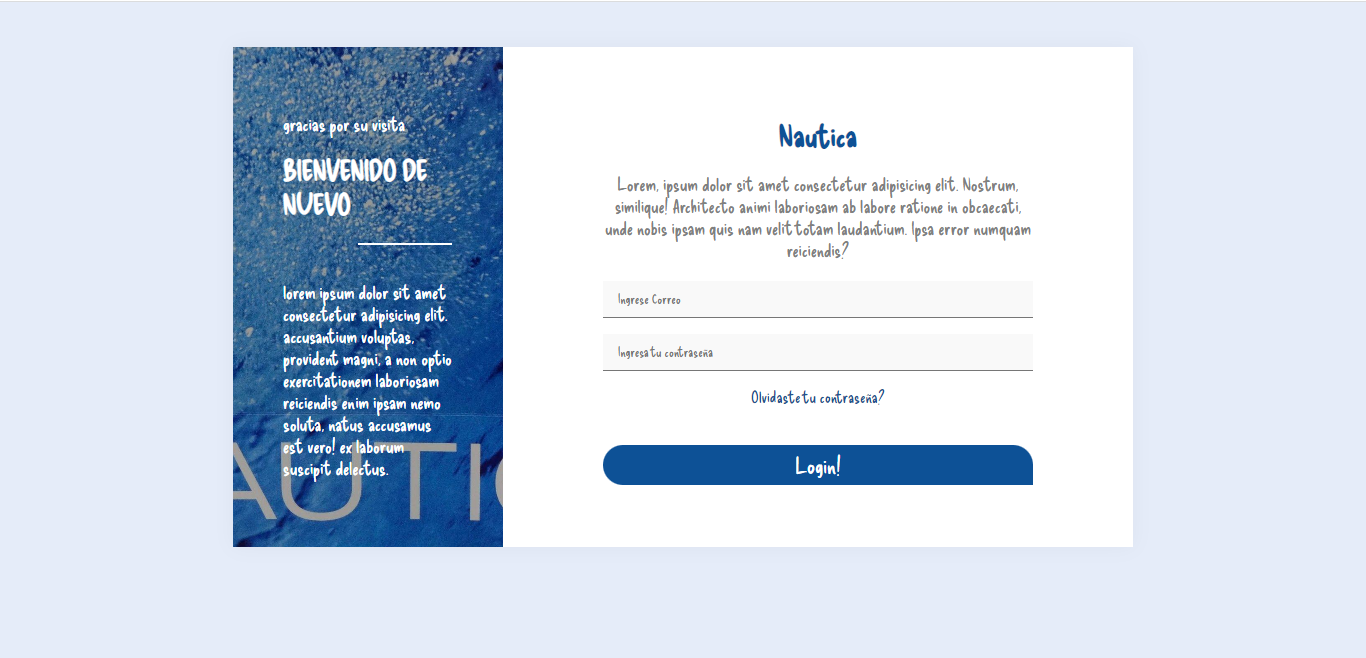 gracias por su visita
BIENVENIDO DE
NUEVO
lorem ipsum dolor sit amet
consectetur adipisicing elit.
accusantium voluptas,
provident magni, a non optio
exercitationem laboriosam
reiciendis enim ipsam nemo
soluta, natus accusamus
est vero! ex laborum
suscipit delectus.
AUTIC
Nautica
Lorem, ipsum dolor sit amet consectetur adipisicing elit. Nostrum,
similique! Architecto animi laboriosam ab labore ratione in obcaecati,
unde nobis ipsam quis nam velit totam laudantium. Ipsa error numquam
reiciendis?
Ingrese Correo
Ingresa tu contraseña
Olvidaste tu contraseña?
Login!